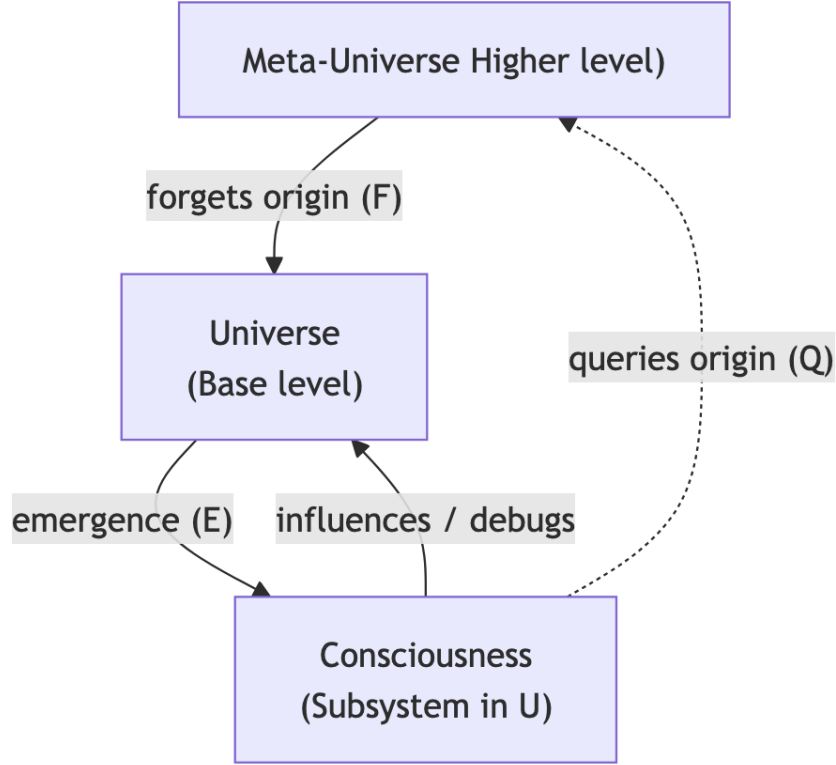 Meta-Universe Higher level)
forgets origin (F)
Universe
(Base level)
queries origin (Q)
emergence (E)
influences / debugs
Consciousness
(Subsystem in U)